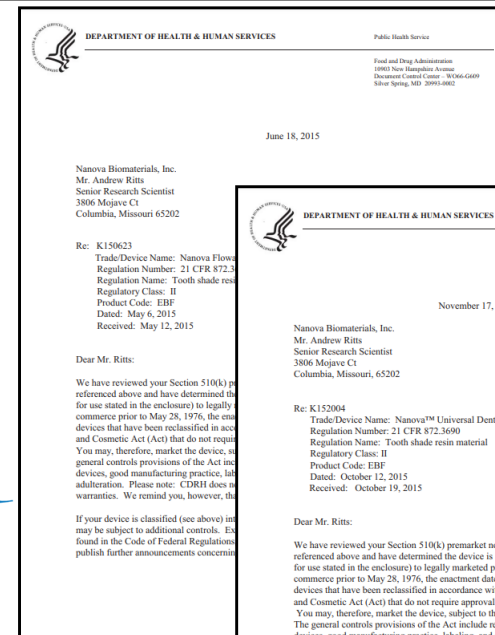 DEPARTMENT OF HEALTH & HUMAN SERVICES
Public Health Service
Food and Drug Administration
10903 New Hampshire Avenue
Document Control Center – WO66-G609
Silver Spring, MD 20993-0002
June 18, 2015
Nanova Biomaterials, Inc.
Mr. Andrew Ritts
Senior Research Scientist
3806 Mojave Ct
Columbia, Missouri 65202
Re: K150623
Trade/Device Name: Nanova Flowa
Regulation Number: 21 CFR 872.3
Regulation Name: Tooth shade resi
Regulatory Class: II
Product Code: EBF
Dated: May 6, 2015
Received: May 12, 2015
Dear Mr. Ritts:
We have reviewed your Section 510(k) p
referenced above and have determined th
for use stated in the enclosure) to legally
commerce prior to May 28, 1976, the ena
devices that have been reclassified in acc
and Cosmetic Act (Act) that do not requir
You may, therefore, market the device, su
general controls provisions of the Act inc
devices, good manufacturing practice, lab
adulteration. Please note: CDRH does n
warranties. We remind you, however, tha
If your device is classified (see above) int
may be subject to additional controls. Ex
found in the Code of Federal Regulations
publish further announcements concernin
DEPARTMENT OF HEALTH & HUMAN SERVICES
November 17,
Nanova Biomaterials, Inc.
Mr. Andrew Ritts
Senior Research Scientist
3806 Mojave Ct
Columbia, Missouri, 65202
Re: K152004
Trade/Device Name: Nanova™ Universal Dent
Regulation Number: 21 CFR 872.3690
Regulation Name: Tooth shade resin material
Regulatory Class: II
Product Code: EBF
Dated: October 12, 2015
Received: October 19, 2015
Dear Mr. Ritts:
We have reviewed your Section 510(k) premarket no
referenced above and have determined the device is
for use stated in the enclosure) to legally marketed p
commerce prior to May 28, 1976, the enactment date
devices that have been reclassified in accordance wi
and Cosmetic Act (Act) that do not require approval
You may, therefore, market the device, subject to th
The general controls provisions of the Act include r